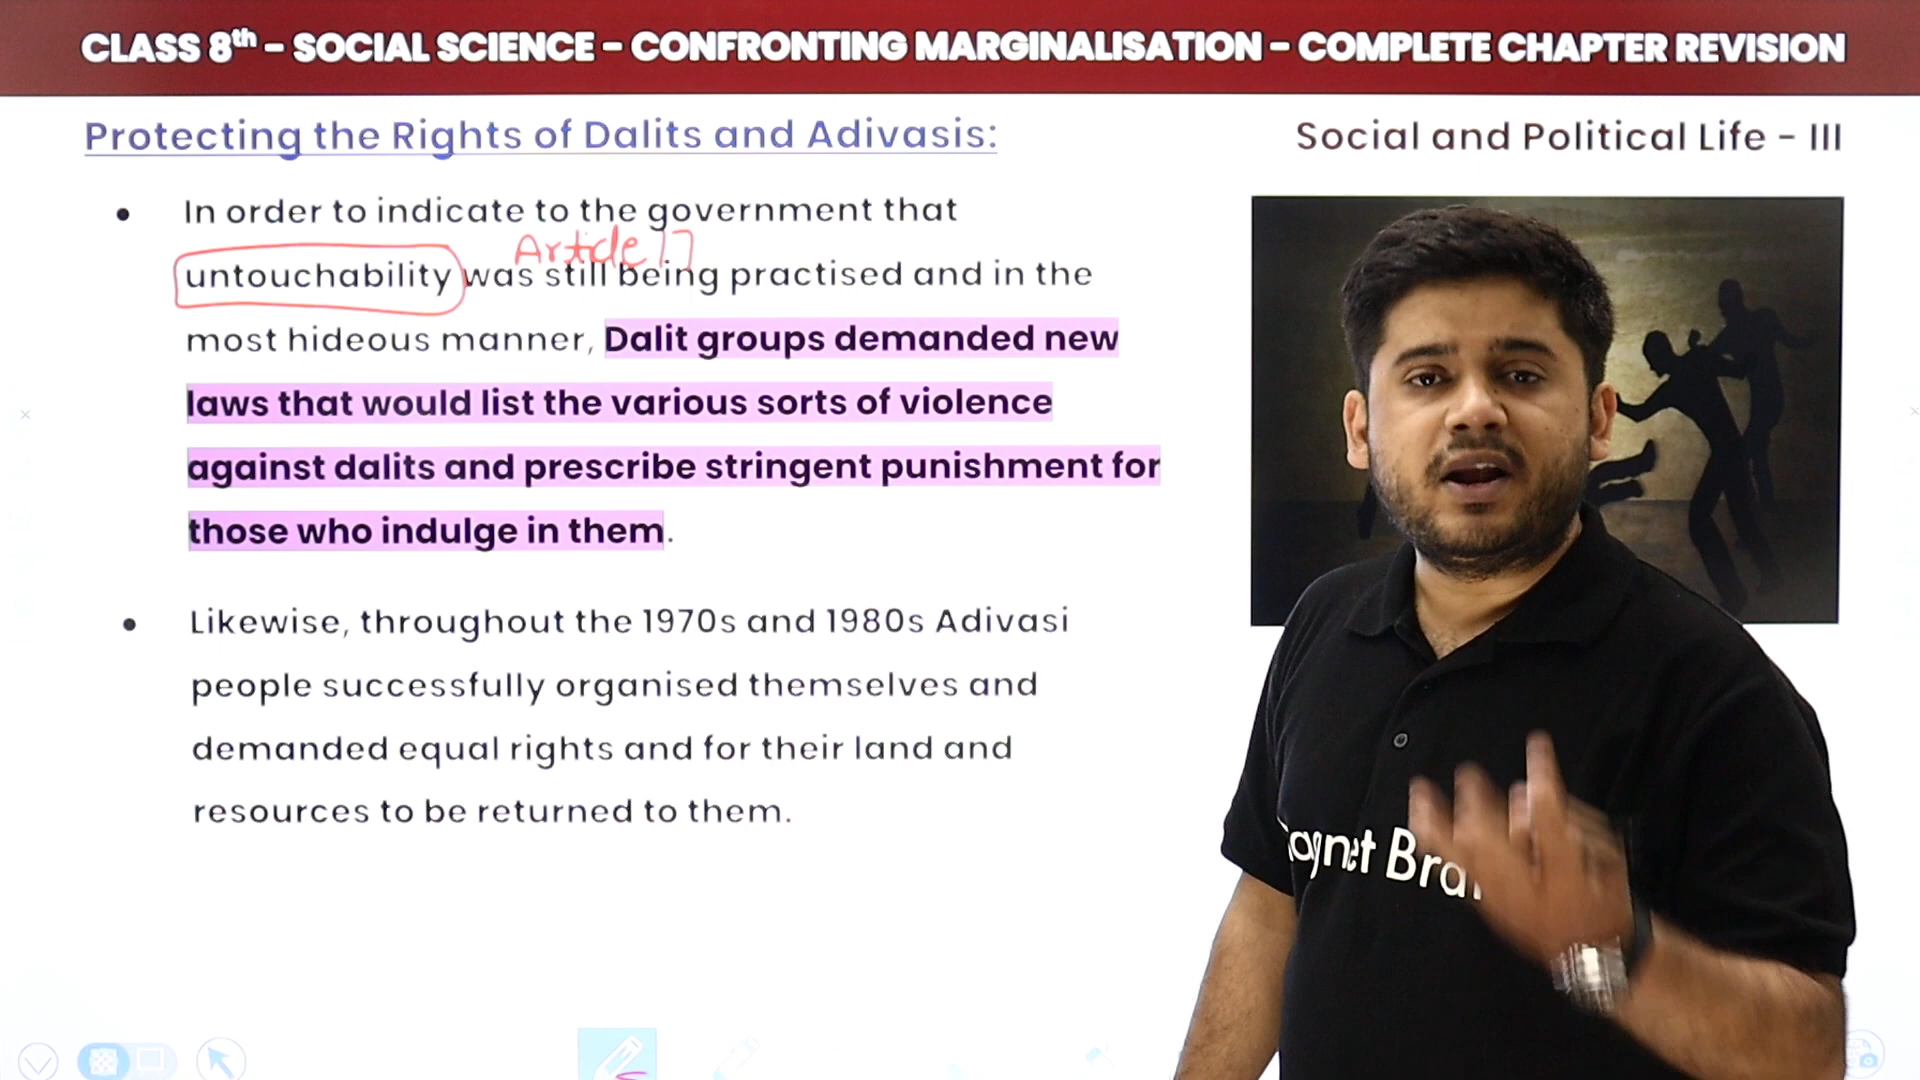 CLASS 8th – SOCIAL SCIENCE – CONFRONTING MARGINALISATION – COMPLETE CHAPTER REVISION
Protecting the Rights of Dalits and Adivasis:
Social and Political Life - III
• In order to indicate to the government that
Article 17
untouchability was still being practised and in the
most hideous manner, Dalit groups demanded new
laws that would list the various sorts of violence
against dalits and prescribe stringent punishment for
those who indulge in them.
• Likewise, throughout the 1970s and 1980s Adivasi
people successfully organised themselves and
demanded equal rights and for their land and
resources to be returned to them.